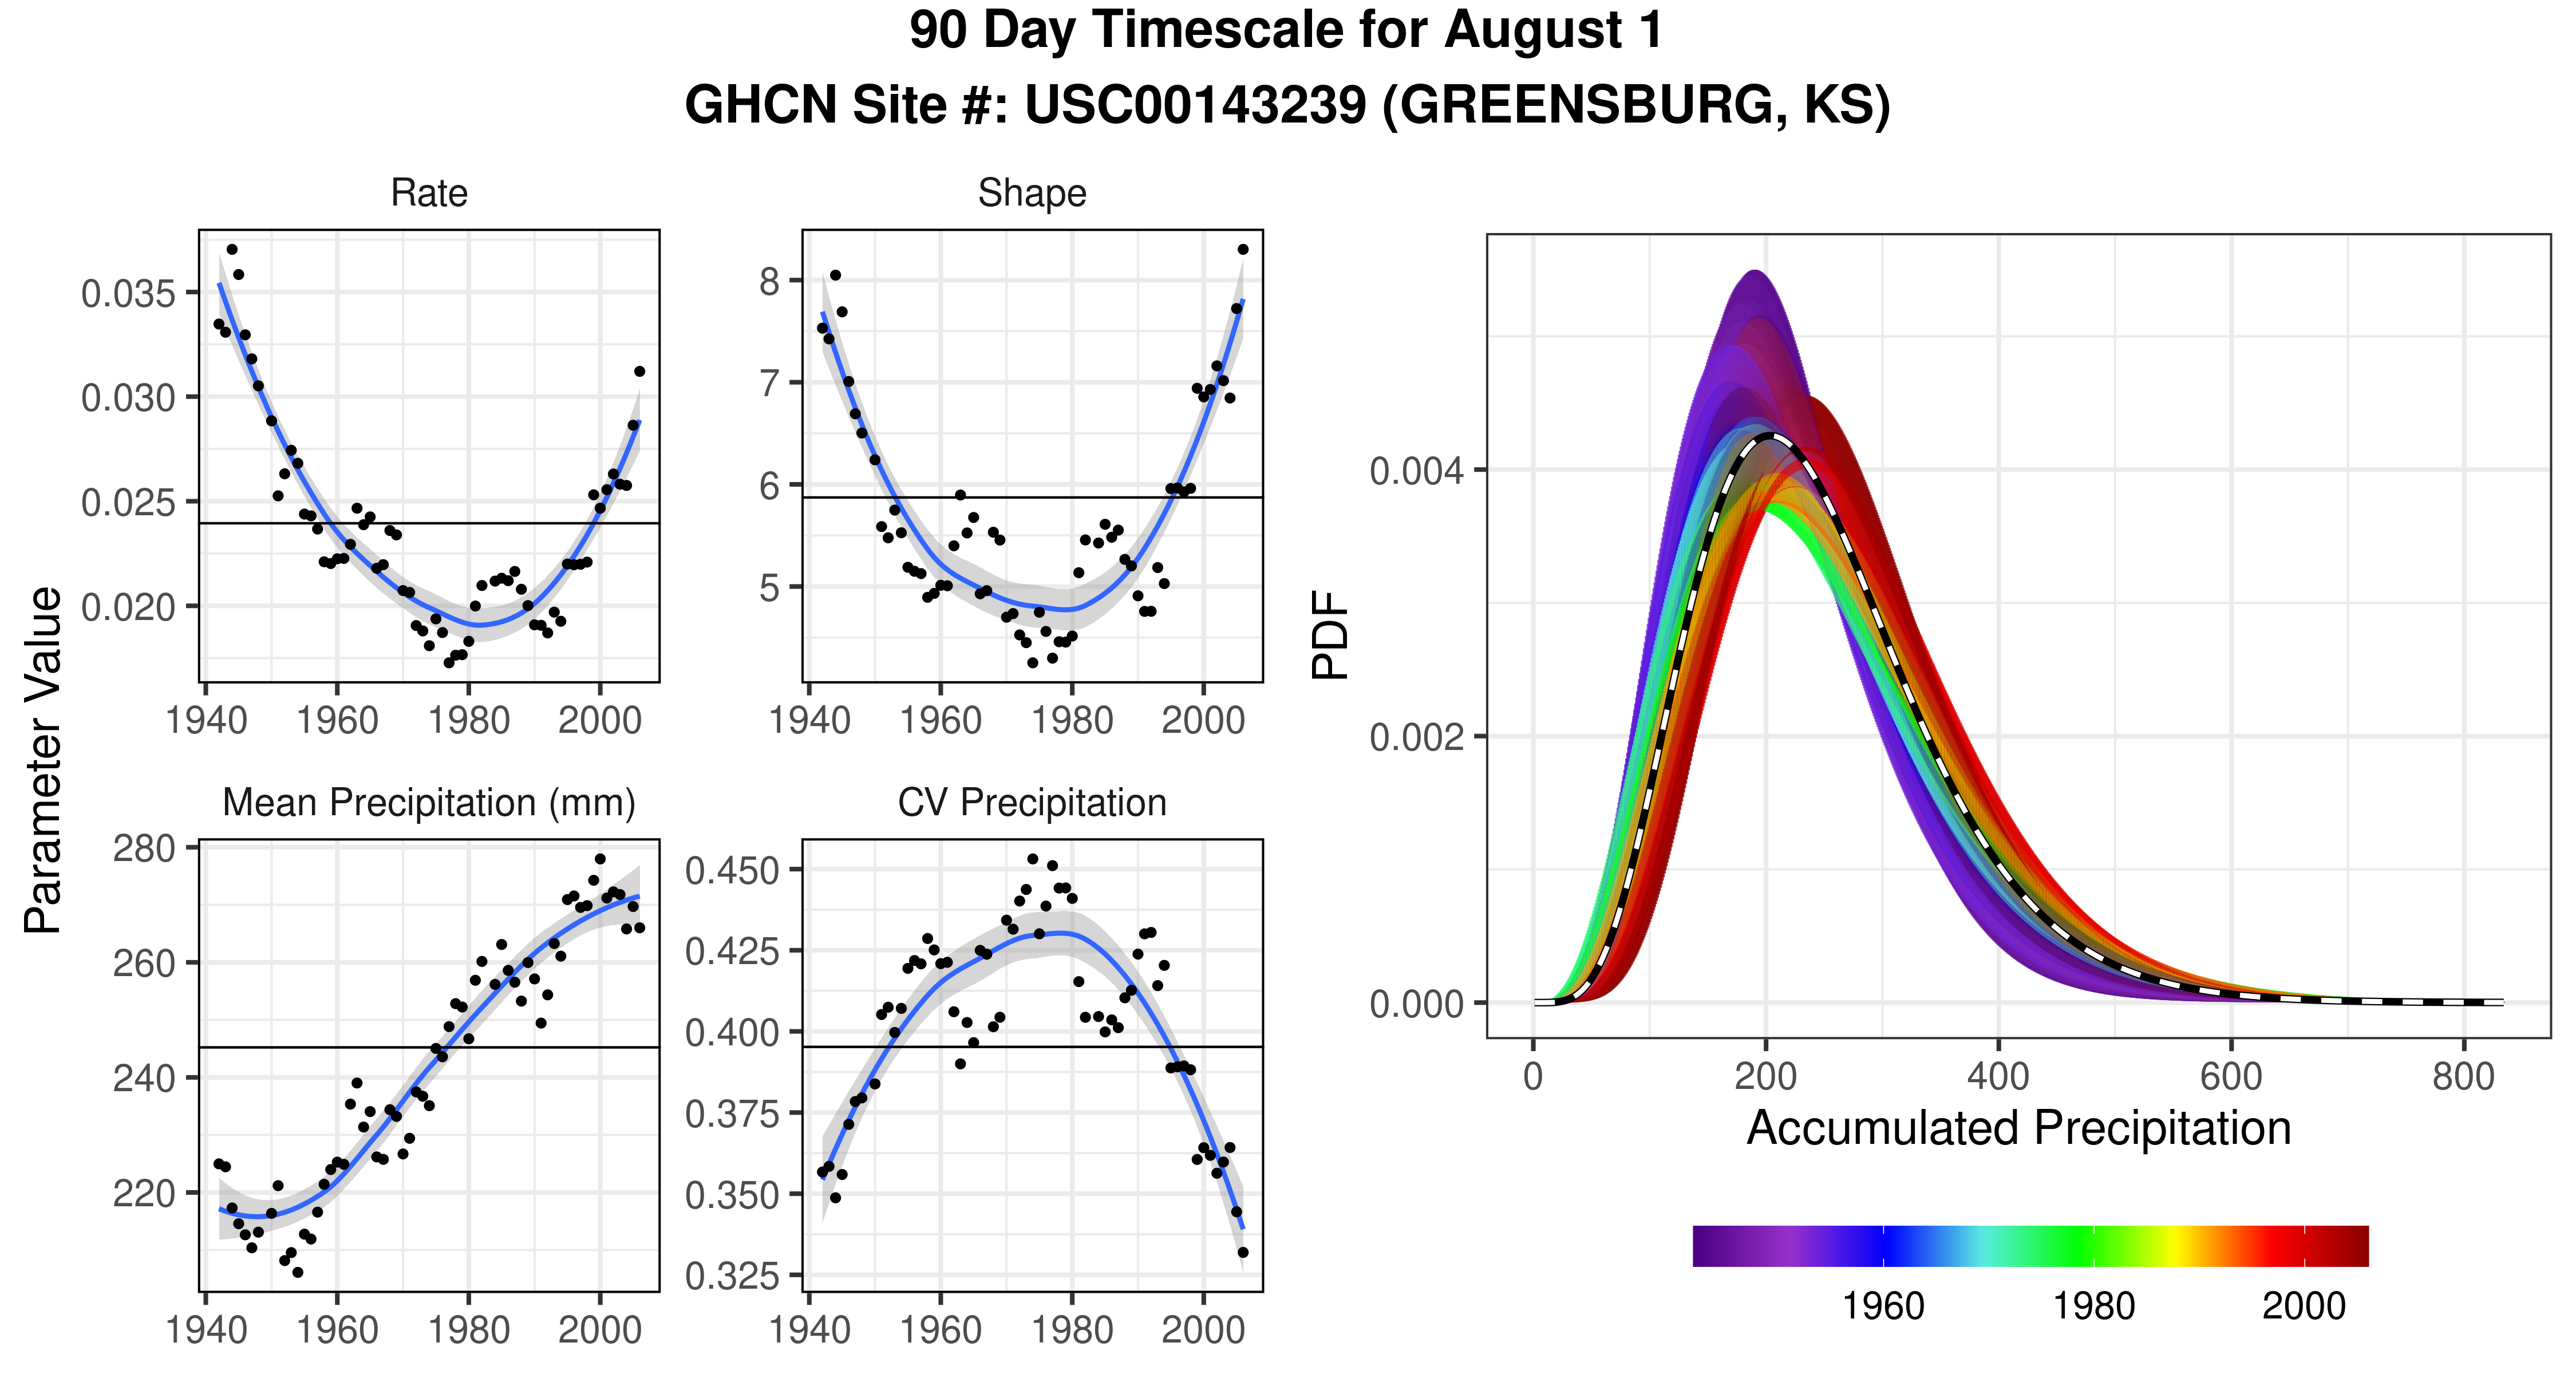 90 Day Timescale for August 1
GHCN Site #: USC00143239 (GREENSBURG, KS)
Parameter Value
Rate
0.035
0.030
0.025
0.020
1940 1960 1980 2000
Shape
8
7
6
5
1940 1960 1980 2000
Mean Precipitation (mm)
280
260
240
220
1940 1960 1980 2000
CV Precipitation
0.450
0.425
0.400
0.375
0.350
0.325
1940 1960 1980 2000
PDF
0.004
0.002
0.000
0 200 400 600 800
Accumulated Precipitation
1960 1980 2000